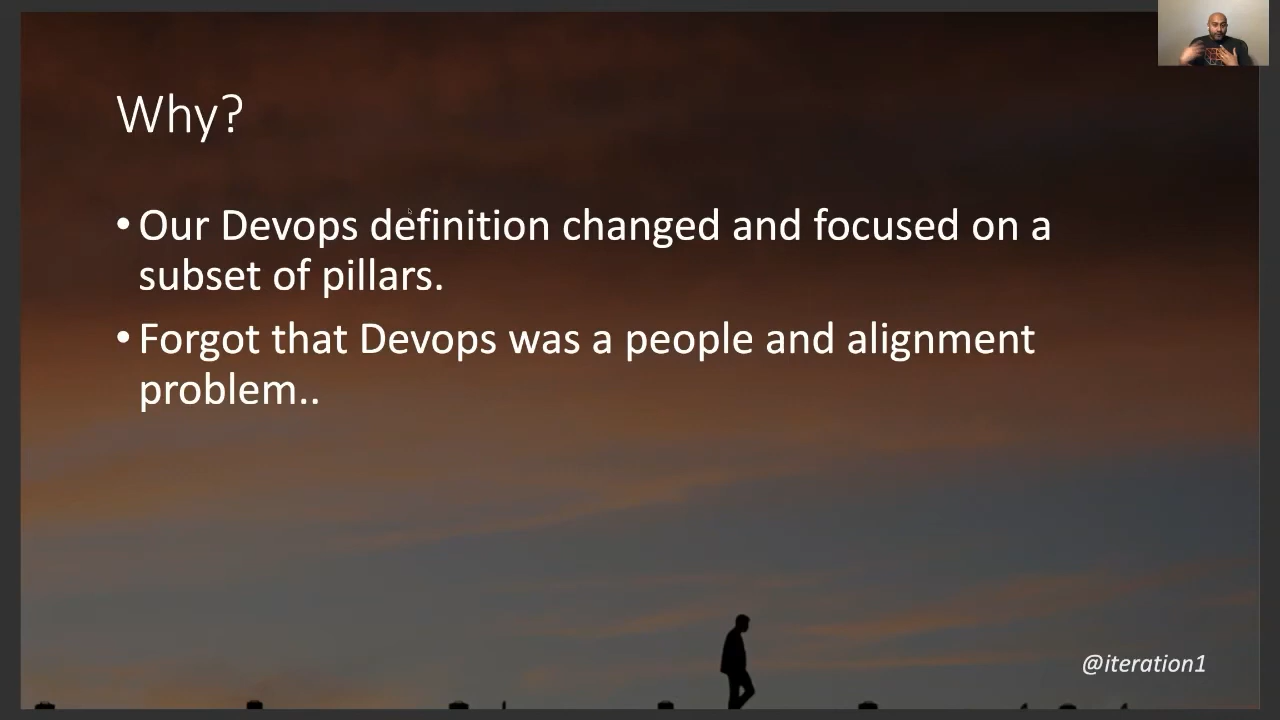 Why?
• Our Devops definition changed and focused on a
subset of pillars.
• Forgot that Devops was a people and alignment
problem..
@iteration1